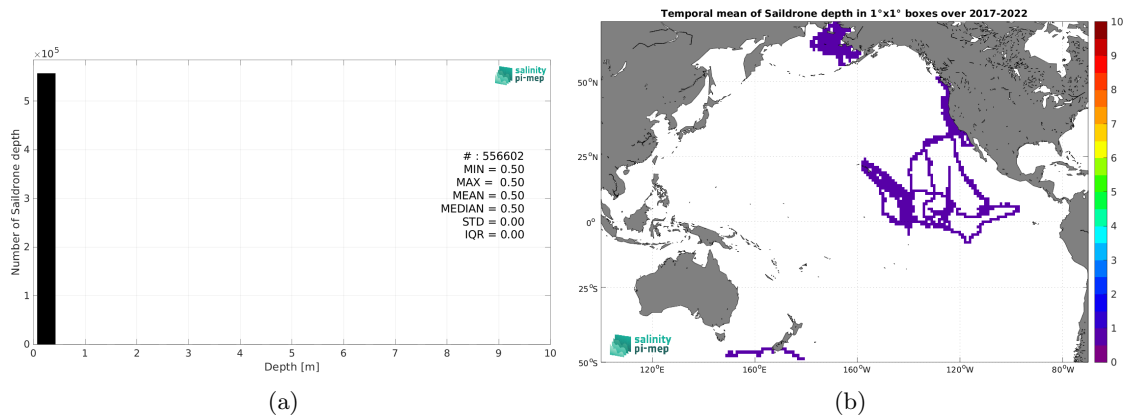 ×10^5
5
4
3
2
1
0
Number of Saildrone depth
salinity
pi-mep
# : 556602
MIN = 0.50
MAX = 0.50
MEAN = 0.50
MEDIAN = 0.50
STD = 0.00
IQR = 0.00
0 1 2 3 4 5 6 7 8 9 10
Depth [m]
(a)
Temporal mean of Saildrone depth in 1°x1° boxes over 2017-2022
50°N
25°N
0°
25°S
50°S
salinity
pi-mep
120°E 160°E 160°W 120°W 80°W
10
9
8
7
6
5
4
3
2
1
0
(b)